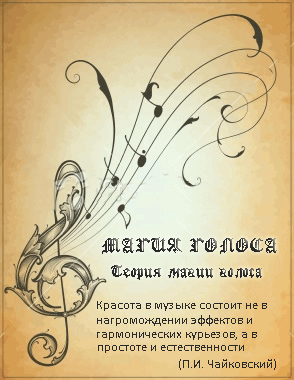 МАГИЯ ГОЛОСА
Теория магии голоса
Красота в музыке состоит не в
нагромождении эффектов и
гармонических курьезов, а в
простоте и естественности
(П.И. Чайковский)